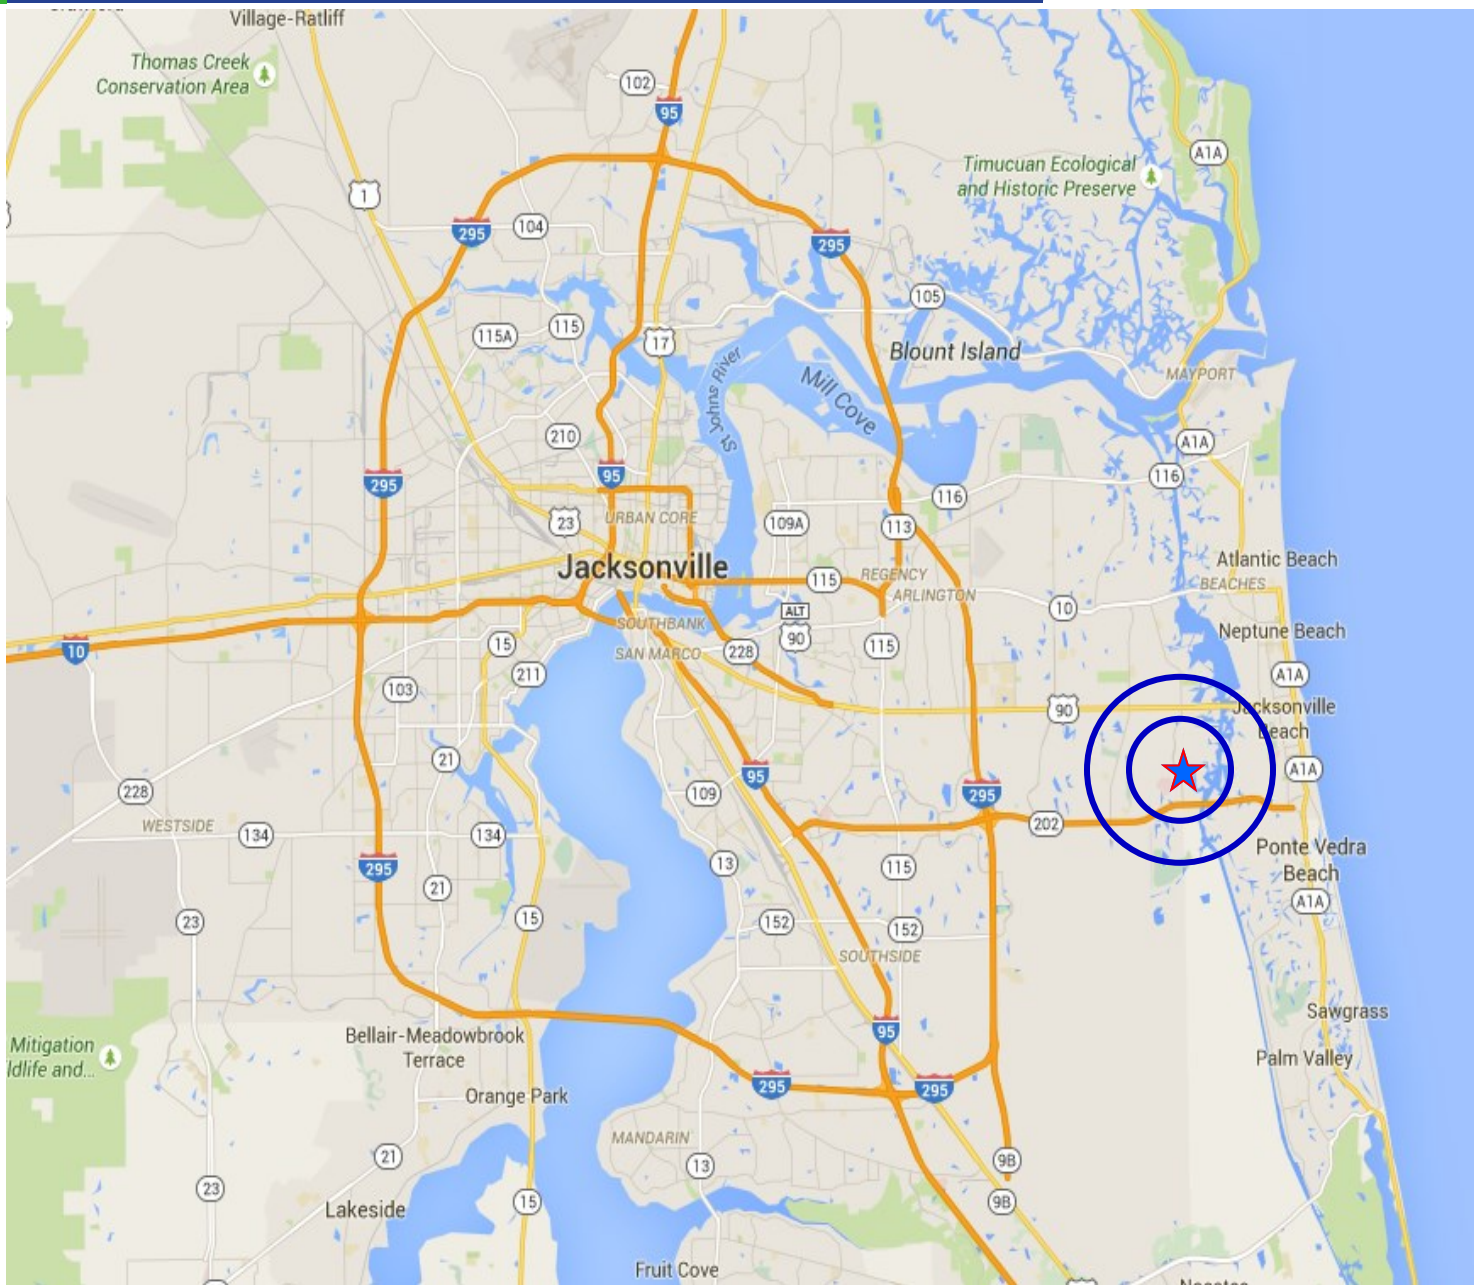 Village-Ratliff
Thomas Creek
Conservation Area
102
95
A1A
Timucuan Ecological
and Historic Preserve
1
295
104
295
105
115A
115
17
Blount Island
MAYPORT
St Johns River
Mill Cove
210
A1A
295
95
116
116
23
URBAN CORE
109A
113
Atlantic Beach
BEACHES
Jacksonville
115
REGENCY
ARLINGTON
10
ALT
90
SOUTHBANK
Neptune Beach
10
15
SAN MARCO
228
115
211
103
A1A
90
Jacksonville
Beach
21
95
A1A
228
109
295
WESTSIDE
134
134
202
Ponte Vedra
Beach
295
13
115
21
A1A
23
15
152
152
SOUTHSIDE
Sawgrass
Mitigation
ldlife and...
Bellair-Meadowbrook
Terrace
95
Palm Valley
295
295
Orange Park
MANDARIN
21
13
9B
23
15
9B
Lakeside
Fruit Cove